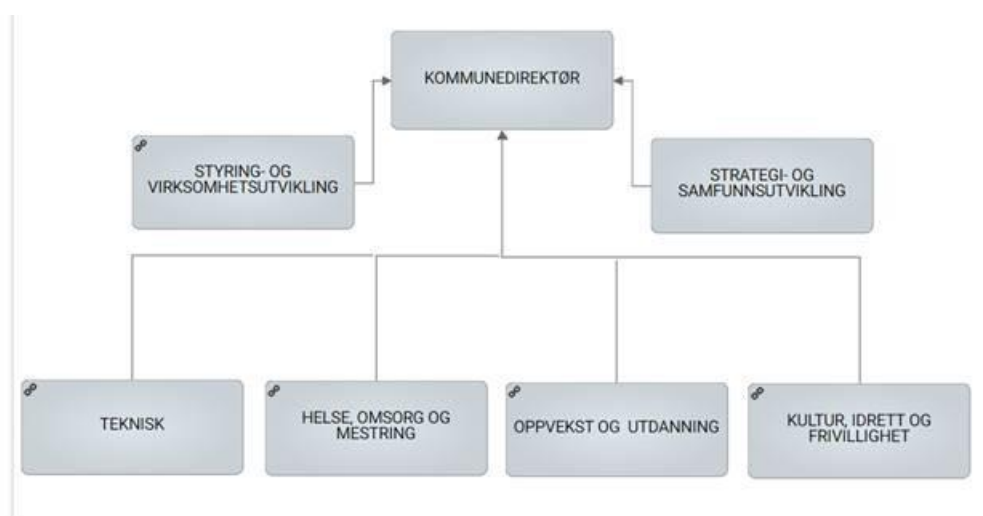 KOMMUNEDIREKTØR
STYRING- OG
VIRKSOMHETSUTVIKLING
STRATEGI- OG
SAMFUNNSUTVIKLING
TEKNISK
HELSE, OMSORG OG
MESTRING
OPPVEKST OG UTDANNING
KULTUR, IDRETT OG
FRIVILLIGHET